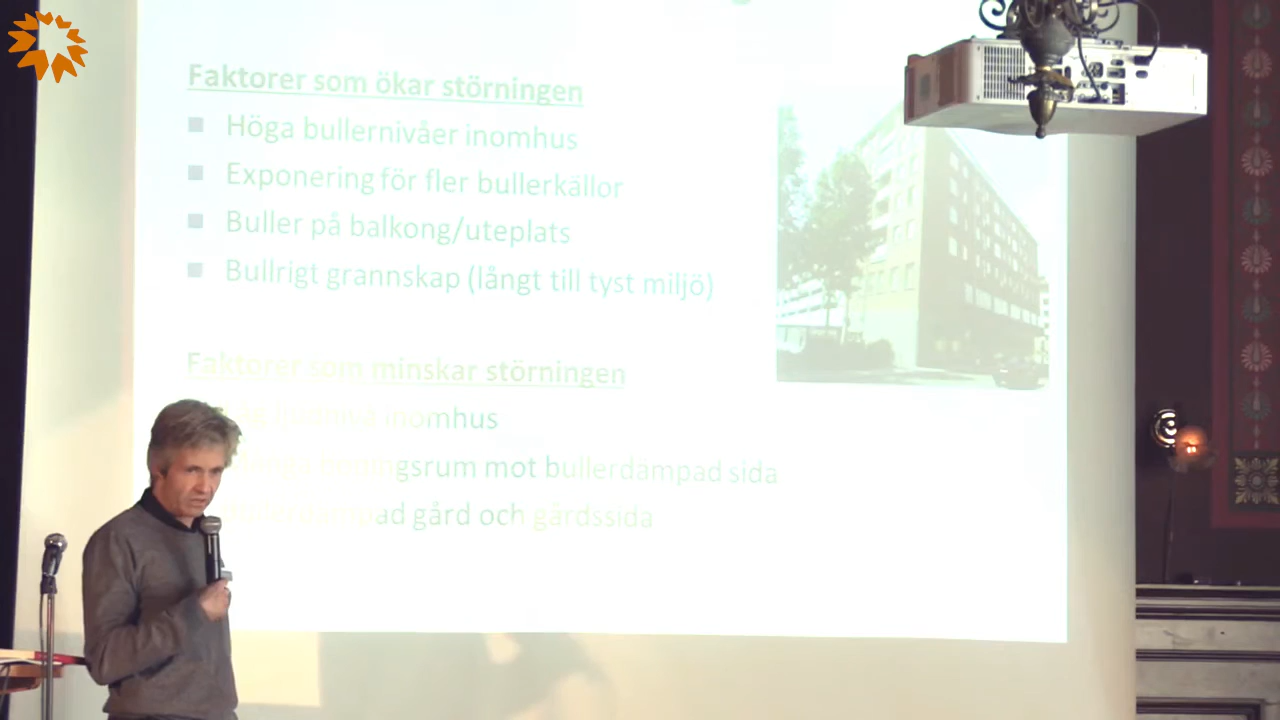 Faktorer som ökar störningen
Höga bullernivåer inomhus
Exponering för fler bullerkällor
Buller på balkong/uteplats
Bullrigt grannskap (långt till tyst miljö)
Faktorer som minskar störningen
inomhus
mot bullerdämpad sida
gård och gårdssida